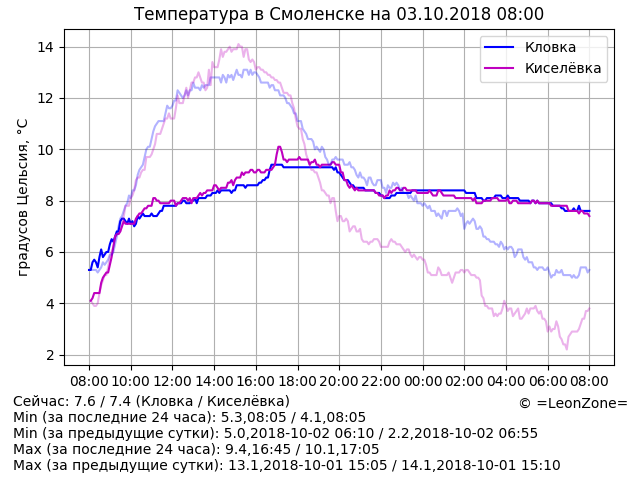 Температура в Смоленске на 03.10.2018 08:00
Кловка
Киселёвка
градусов Цельсия, °C
14
12
10
8
6
4
2
08:00 10:00 12:00 14:00 16:00 18:00 20:00 22:00 00:00 02:00 04:00 06:00 08:00
Сейчас: 7.6 / 7.4 (Кловка / Киселёвка)
© =LeonZone=
Min (за последние 24 часа): 5.3,08:05 / 4.1,08:05
Min (за предыдущие сутки): 5.0,2018-10-02 06:10 / 2.2,2018-10-02 06:55
Max (за последние 24 часа): 9.4,16:45 / 10.1,17:05
Max (за предыдущие сутки): 13.1,2018-10-01 15:05 / 14.1,2018-10-01 15:10